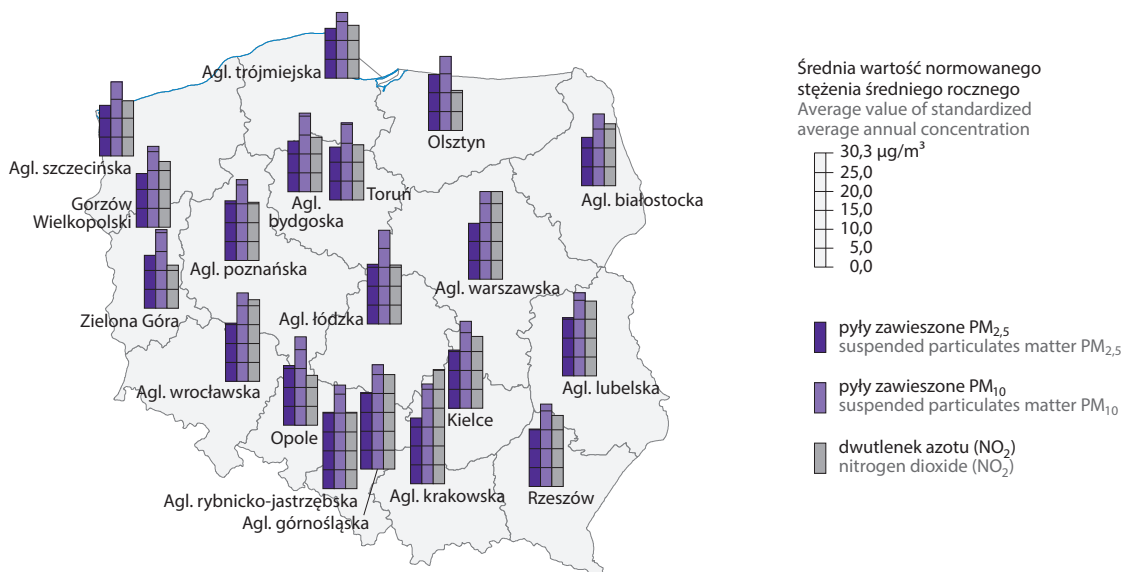 Agl. trójmiejska
Olsztyn
Agl. szczecińska
Gorzów
Wielkopolski
Agl.
bydgoska
Toruń
Agl. białostocka
Agl. poznańska
Agl. warszawska
Zielona Góra
Agl. łódzka
Agl. wrocławska
Agl. lubelska
Opole
Kielce
Agl. rybnicko-jastrzębska
Agl. górnośląska
Agl. krakowska
Rzeszów
Średnia wartość normowanego
stężenia średniego rocznego
Average value of standardized
average annual concentration
30,3 µg/m³
25,0
20,0
15,0
10,0
5,0
0,0
pyły zawieszone PM2,5
suspended particulates matter PM2,5
pyły zawieszone PM10
suspended particulates matter PM10
dwutlenek azotu (NO2)
nitrogen dioxide (NO2)